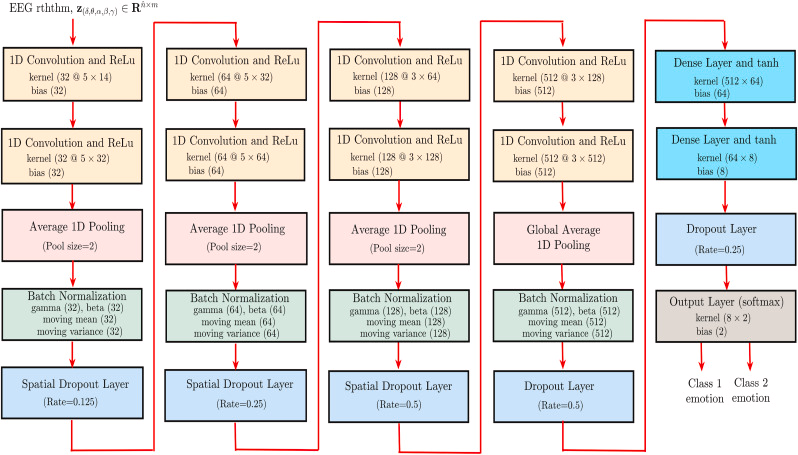 EEG rththm, z(δ,θ,α,β,γ) ∈ R^n̄×m
1D Convolution and ReLu
kernel (32 @ 5 × 14)
bias (32)
1D Convolution and ReLu
kernel (32 @ 5 × 32)
bias (32)
Average 1D Pooling
(Pool size=2)
Batch Normalization
gamma (32), beta (32)
moving mean (32)
moving variance (32)
Spatial Dropout Layer
(Rate=0.125)
1D Convolution and ReLu
kernel (64 @ 5 × 32)
bias (64)
1D Convolution and ReLu
kernel (64 @ 5 × 64)
bias (64)
Average 1D Pooling
(Pool size=2)
Batch Normalization
gamma (64), beta (64)
moving mean (64)
moving variance (64)
Spatial Dropout Layer
(Rate=0.25)
1D Convolution and ReLu
kernel (128 @ 3 × 64)
bias (128)
1D Convolution and ReLu
kernel (128 @ 3 × 128)
bias (128)
Average 1D Pooling
(Pool size=2)
Batch Normalization
gamma (128), beta (128)
moving mean (128)
moving variance (128)
Spatial Dropout Layer
(Rate=0.5)
1D Convolution and ReLu
kernel (512 @ 3 × 128)
bias (512)
1D Convolution and ReLu
kernel (512 @ 3 × 512)
bias (512)
Global Average
1D Pooling
Batch Normalization
gamma (512), beta (512)
moving mean (512)
moving variance (512)
Dropout Layer
(Rate=0.5)
Dense Layer and tanh
kernel (512 × 64)
bias (64)
Dense Layer and tanh
kernel (64 × 8)
bias (8)
Dropout Layer
(Rate=0.25)
Output Layer (softmax)
kernel (8 × 2)
bias (2)
Class 1
emotion
Class 2
emotion